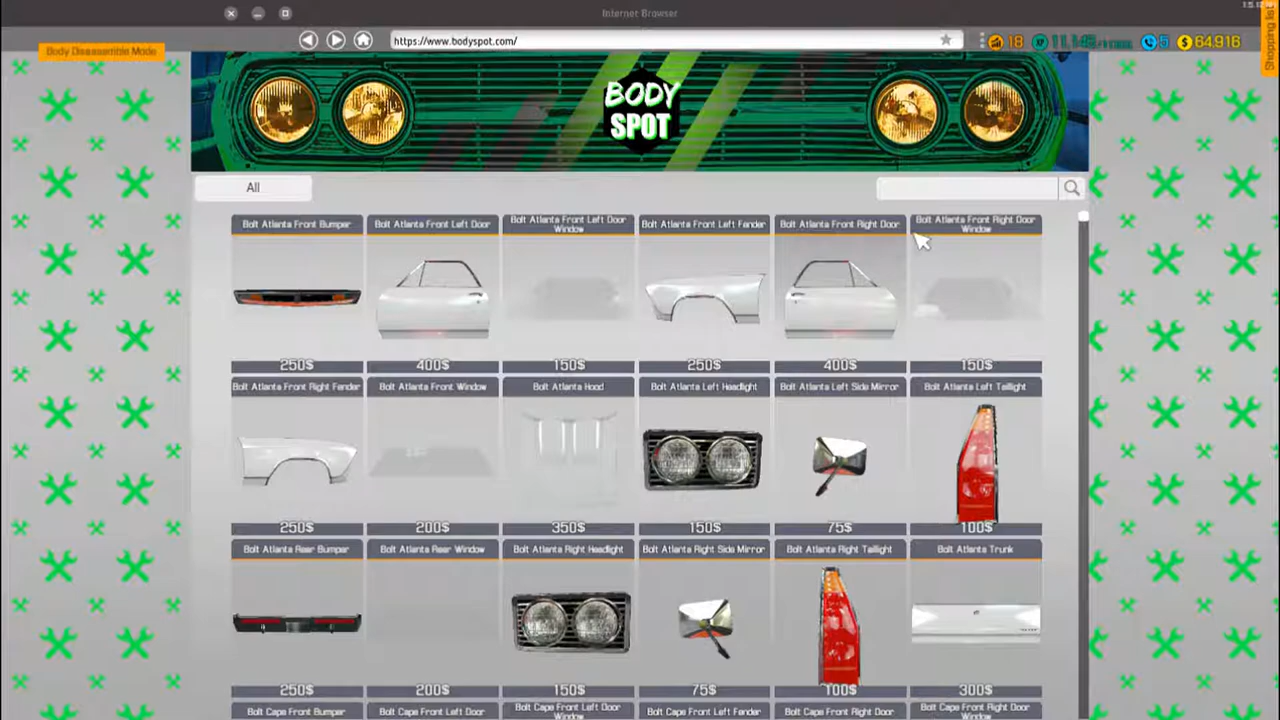 Internet Browser
1.5.12
https://www.bodyspot.com/
18
5
64,916
Body Disassemble Mode
Shopping list
BODY
SPOT
All
Bolt Atlanta Front Bumper
Bolt Atlanta Front Left Door
Bolt Atlanta Front Left Door
Window
Bolt Atlanta Front Left Fender
Bolt Atlanta Front Right Door
Bolt Atlanta Front Right Door
Window
250$
400$
150$
250$
400$
150$
Bolt Atlanta Front Right Fender
Bolt Atlanta Front Window
Bolt Atlanta Hood
Bolt Atlanta Left Headlight
Bolt Atlanta Left Side Mirror
Bolt Atlanta Left Taillight
250$
200$
350$
150$
75$
100$
Bolt Atlanta Rear Bumper
Bolt Atlanta Rear Window
Bolt Atlanta Right Headlight
Bolt Atlanta Right Side Mirror
Bolt Atlanta Right Taillight
Bolt Atlanta Trunk
250$
200$
150$
75$
100$
300$
Bolt Cape Front Bumper
Bolt Cape Front Left Door
Bolt Cape Front Left Door
Window
Bolt Cape Front Left Fender
Bolt Cape Front Right Door
Bolt Cape Front Right Door
Window